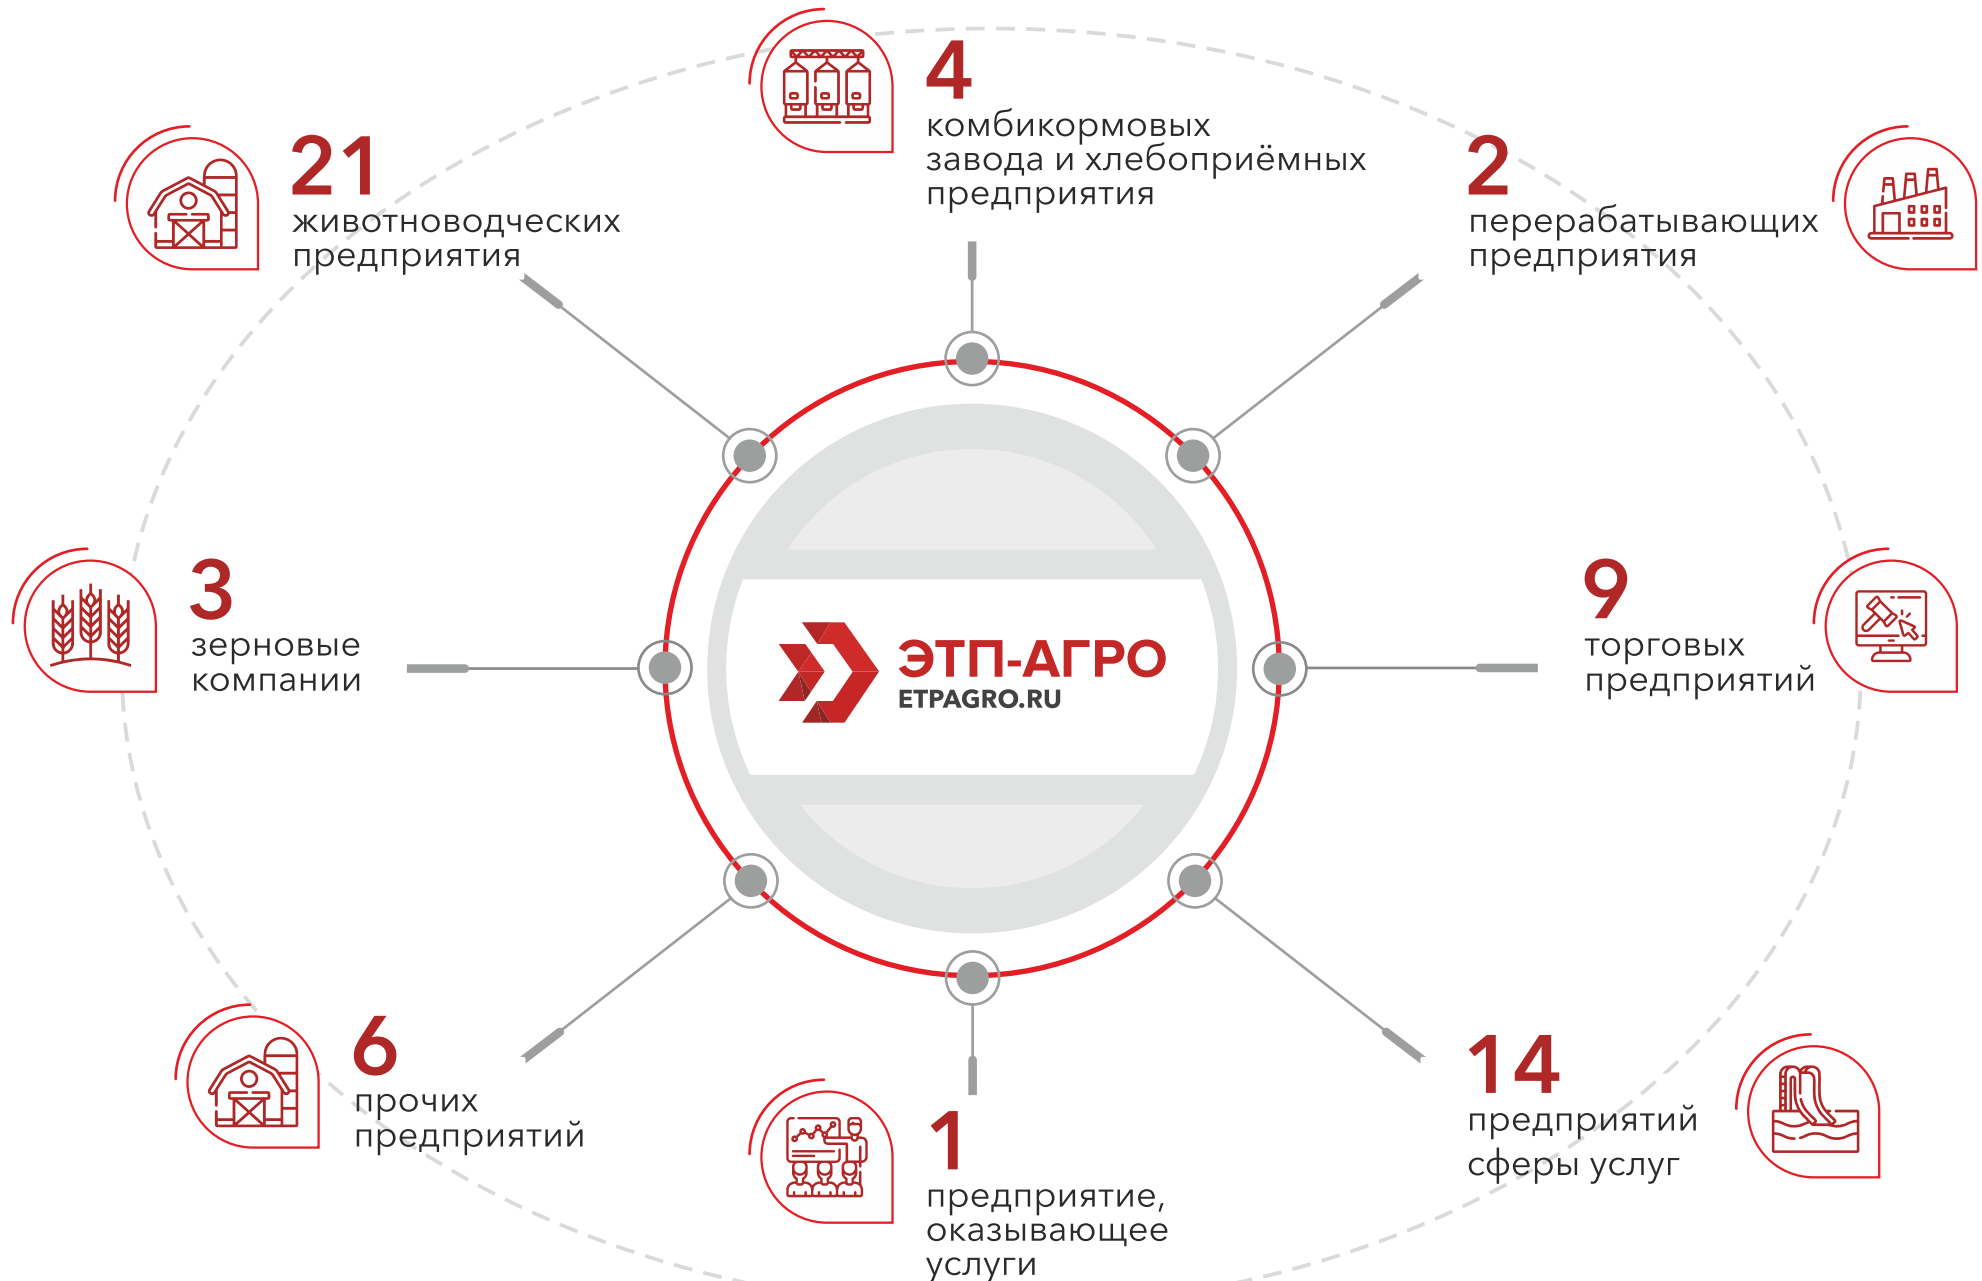 4
комбикормовых
завода и хлебоприёмных
предприятия
21
животноводческих
предприятия
2
перерабатывающих
предприятия
3
зерновые
компании
ЭТП-АГРО
ETPAGRO.RU
9
торговых
предприятий
6
прочих
предприятий
1
предприятие,
оказывающее
услуги
14
предприятий
сферы услуг